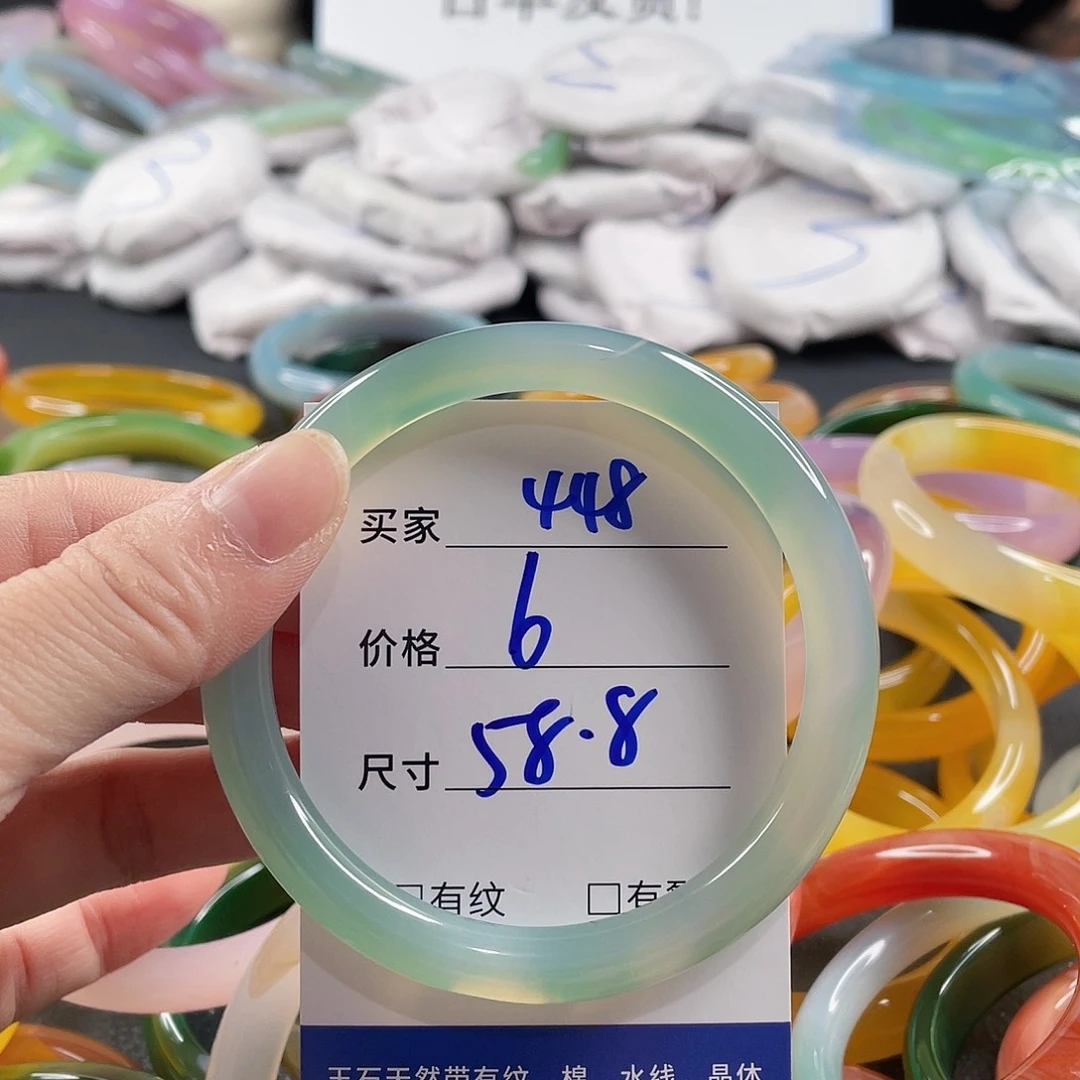 买家 448
价格 6
尺寸 58.8
□有纹 □有
玉石天然带有纹、棉、水线、晶体